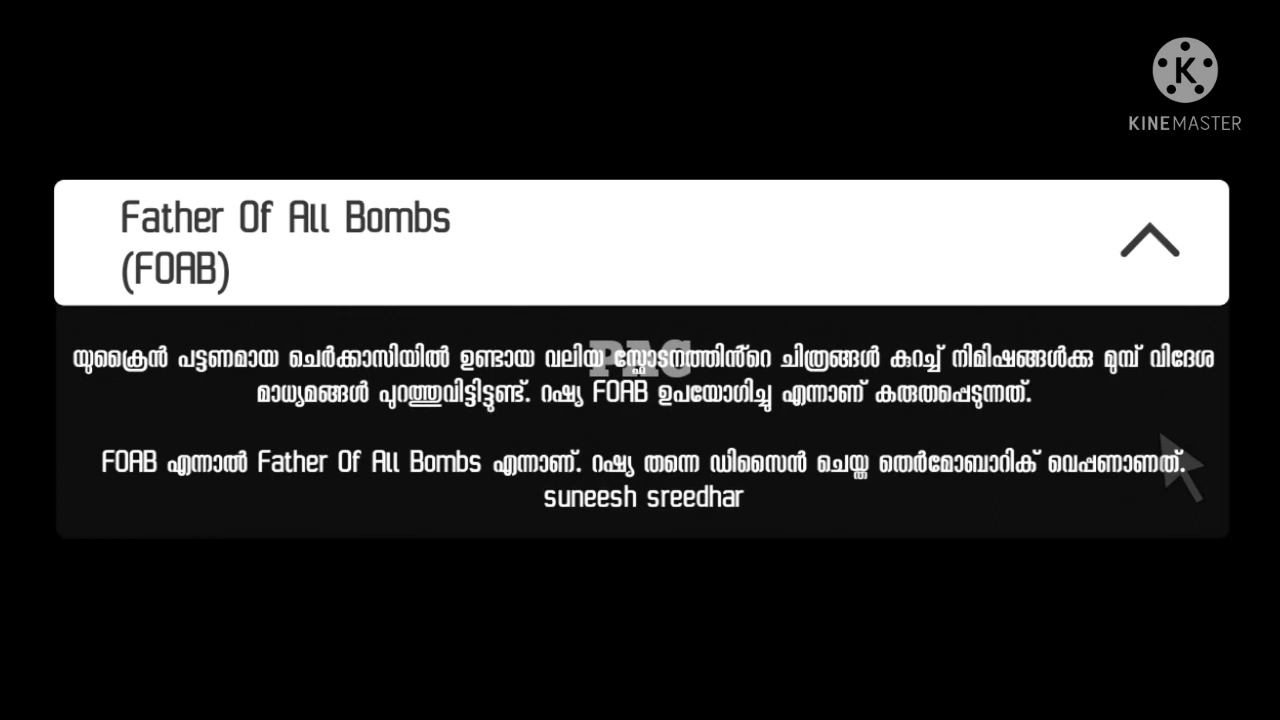 KINEMASTER
Father Of All Bombs
(FOAB)
യുക്രൈൻ പട്ടണമായ ചെർക്കാസിയിൽ ഉണ്ടായ വലിയ സ്ഫോടനത്തിൻ്റെ ചിത്രങ്ങൾ കുറച്ച് നിമിഷങ്ങൾക്കു മുമ്പ് വിദേശ
മാധ്യമങ്ങൾ പുറത്തുവിട്ടിട്ടുണ്ട്. റഷ്യ FOAB ഉപയോഗിച്ചു എന്നാണ് കരുതപ്പെടുന്നത്.
PAC
FOAB എന്നാൽ Father Of All Bombs എന്നാണ്. റഷ്യ തന്നെ ഡിസൈൻ ചെയ്ത തെർമോബാറിക് വെപ്പണാണത്.
suneesh sreedhar